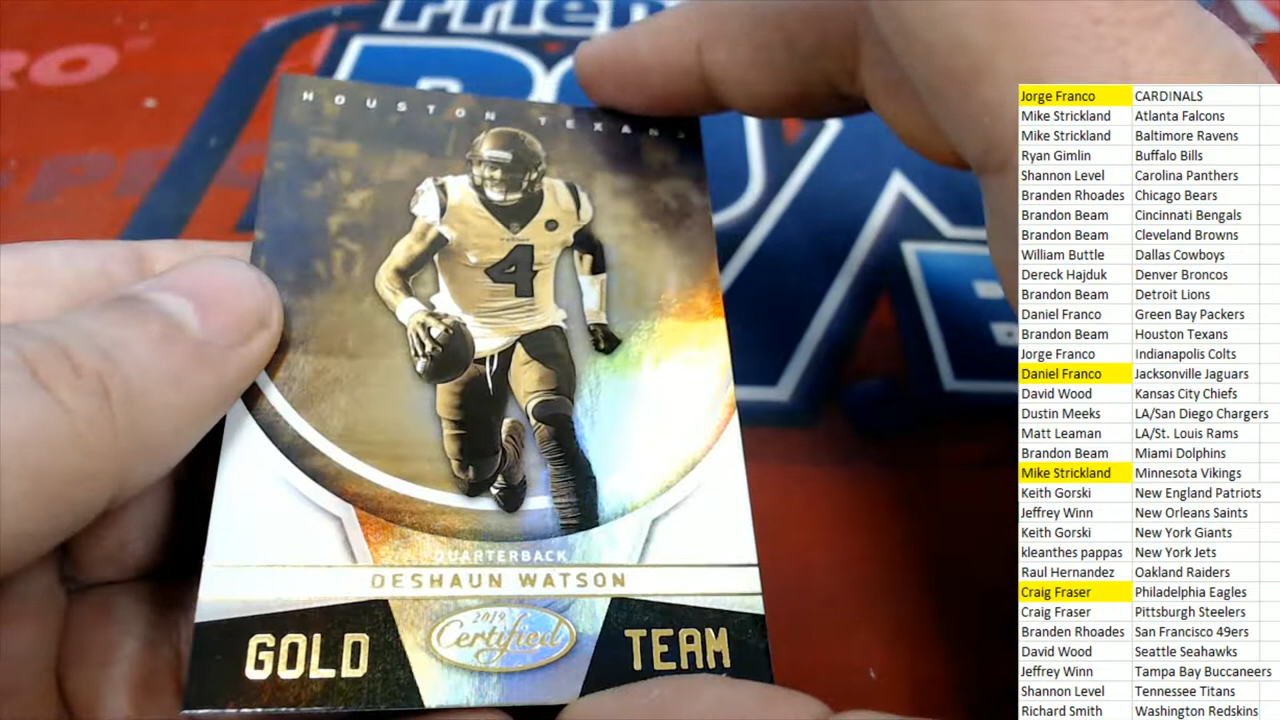 HOUSTON TEXANS
4
QUARTERBACK
DESHAUN WATSON
2019
Certified
GOLD TEAM
Jorge Franco CARDINALS
Mike Strickland Atlanta Falcons
Mike Strickland Baltimore Ravens
Ryan Gimlin Buffalo Bills
Shannon Level Carolina Panthers
Branden Rhoades Chicago Bears
Brandon Beam Cincinnati Bengals
Brandon Beam Cleveland Browns
William Buttle Dallas Cowboys
Dereck Hajduk Denver Broncos
Brandon Beam Detroit Lions
Daniel Franco Green Bay Packers
Brandon Beam Houston Texans
Jorge Franco Indianapolis Colts
Daniel Franco Jacksonville Jaguars
David Wood Kansas City Chiefs
Dustin Meeks LA/San Diego Chargers
Matt Leaman LA/St. Louis Rams
Brandon Beam Miami Dolphins
Mike Strickland Minnesota Vikings
Keith Gorski New England Patriots
Jeffrey Winn New Orleans Saints
Keith Gorski New York Giants
kleanthes pappas New York Jets
Raul Hernandez Oakland Raiders
Craig Fraser Philadelphia Eagles
Craig Fraser Pittsburgh Steelers
Branden Rhoades San Francisco 49ers
David Wood Seattle Seahawks
Jeffrey Winn Tampa Bay Buccaneers
Shannon Level Tennessee Titans
Richard Smith Washington Redskins